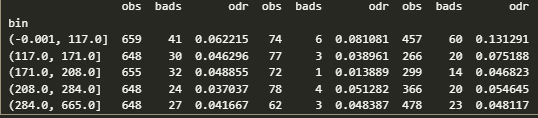 obs bads odr obs bads odr obs bads odr
bin
(-0.001, 117.0] 659 41 0.062215 74 6 0.081081 457 60 0.131291
(117.0, 171.0] 648 30 0.046296 77 3 0.038961 266 20 0.075188
(171.0, 208.0] 655 32 0.048855 72 1 0.013889 299 14 0.046823
(208.0, 284.0] 648 24 0.037037 78 4 0.051282 366 20 0.054645
(284.0, 665.0] 648 27 0.041667 62 3 0.048387 478 23 0.048117